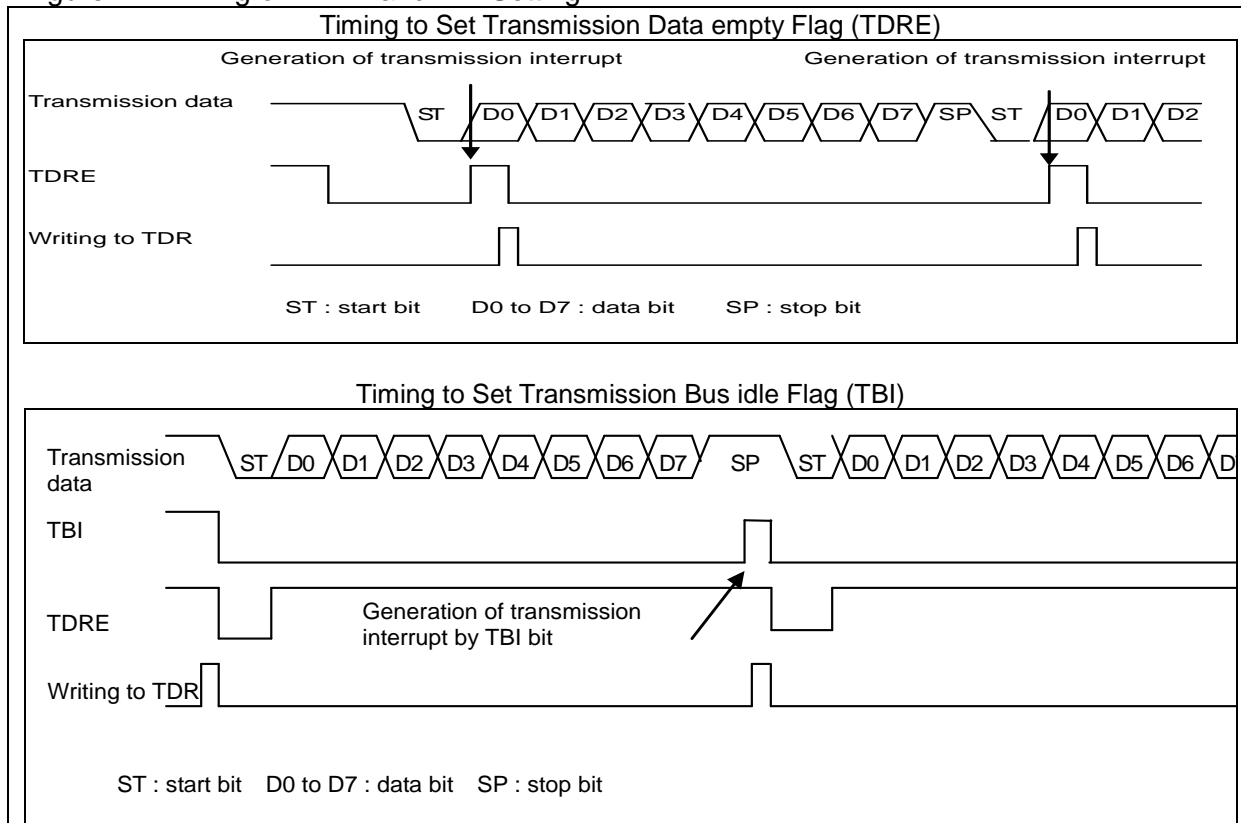 Timing to Set Transmission Data empty Flag (TDRE)
Generation of transmission interrupt Generation of transmission interrupt
Transmission data ST D0 D1 D2 D3 D4 D5 D6 D7 SP ST D0 D1 D2
TDRE
Writing to TDR
ST : start bit D0 to D7 : data bit SP : stop bit
Timing to Set Transmission Bus idle Flag (TBI)
Transmission data ST D0 D1 D2 D3 D4 D5 D6 D7 SP ST D0 D1 D2 D3 D4 D5 D6 D
TBI
Generation of transmission
interrupt by TBI bit
TDRE
Writing to TDR
ST : start bit D0 to D7 : data bit SP : stop bit